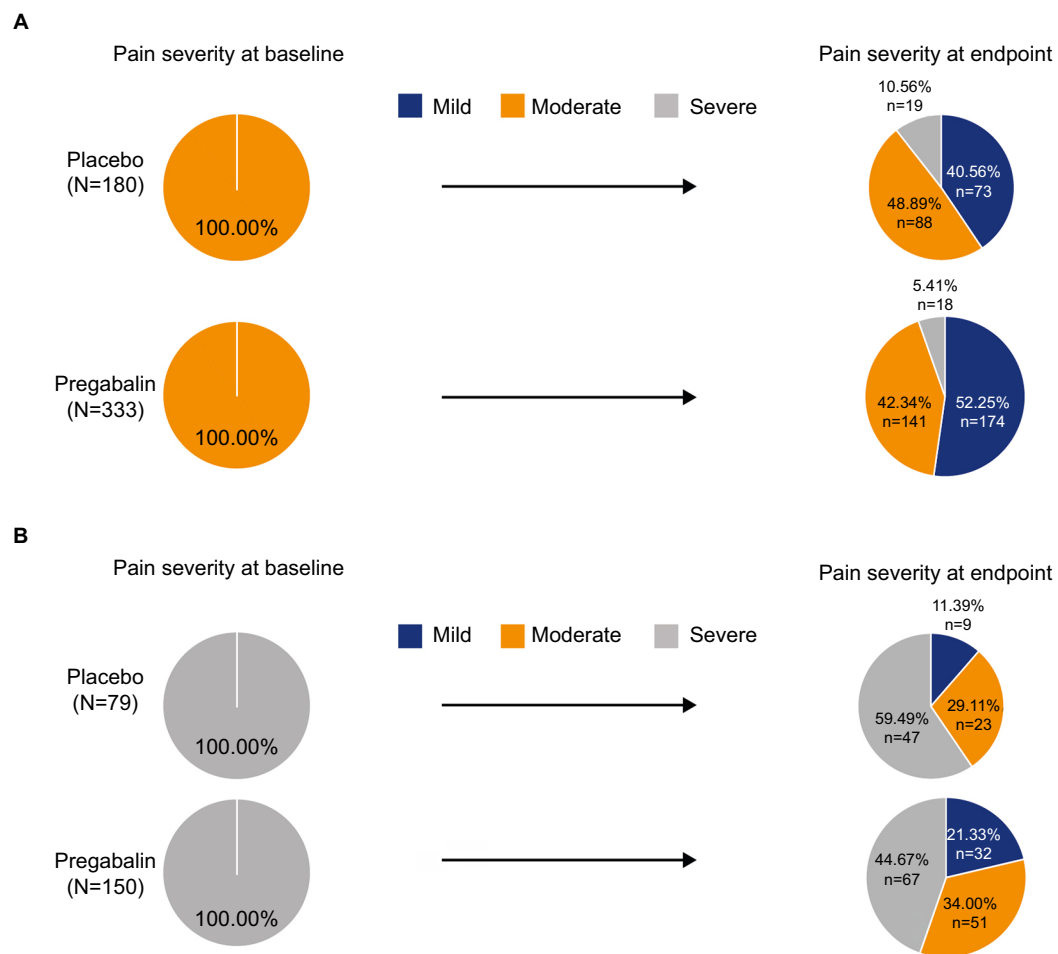 A
Pain severity at baseline
Pain severity at endpoint
Mild
Moderate
Severe
Placebo
(N=180)
100.00%
10.56%
n=19
40.56%
n=73
48.89%
n=88
Pregabalin
(N=333)
100.00%
5.41%
n=18
42.34%
n=141
52.25%
n=174
B
Pain severity at baseline
Pain severity at endpoint
Mild
Moderate
Severe
Placebo
(N=79)
100.00%
11.39%
n=9
29.11%
n=23
59.49%
n=47
Pregabalin
(N=150)
100.00%
21.33%
n=32
44.67%
n=67
34.00%
n=51